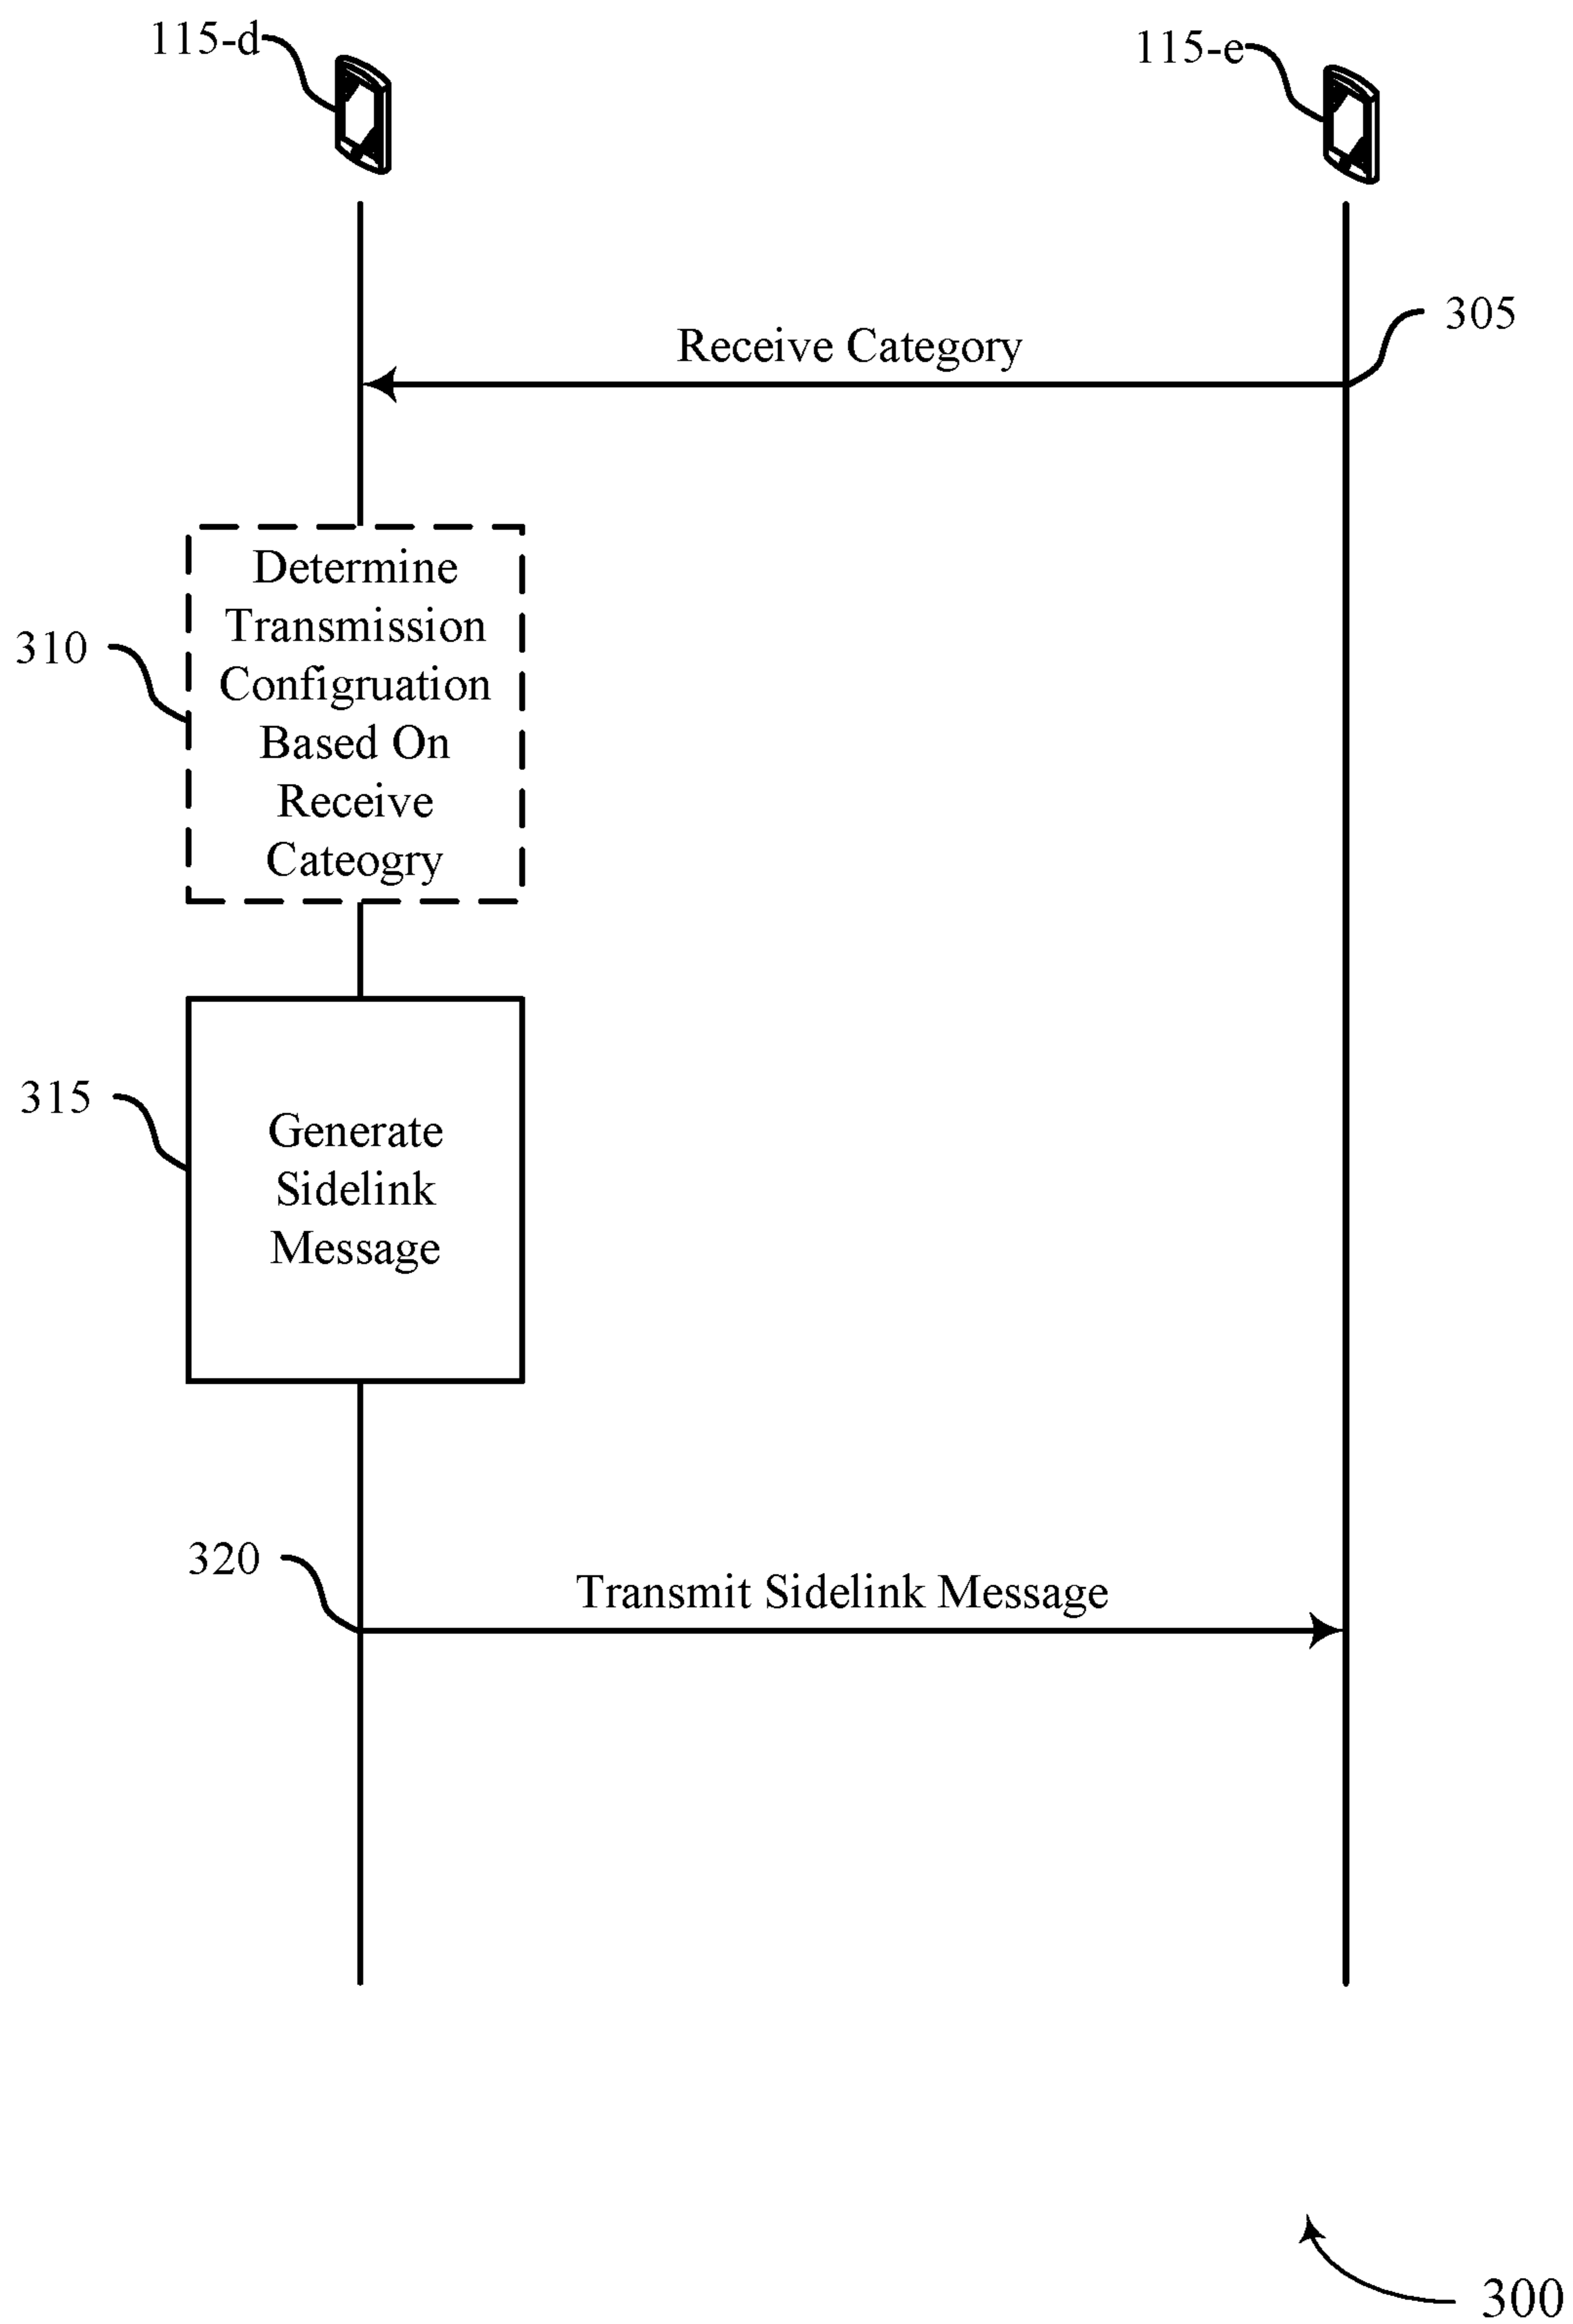 115-d
115-e
305
Receive Category
310
Determine
Transmission
Configruation
Based On
Receive
Cateogry
315
Generate
Sidelink
Message
320
Transmit Sidelink Message
300